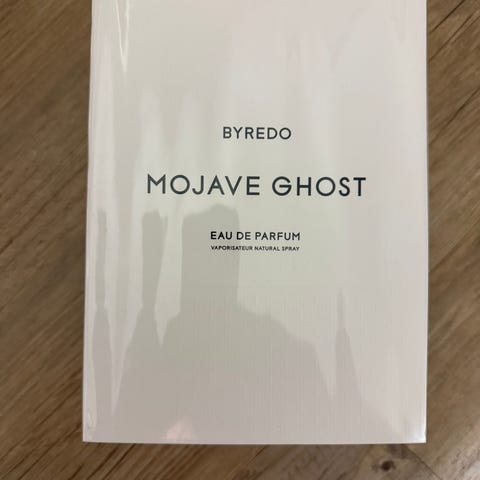 BYREDO
MOJAVE GHOST
EAU DE PARFUM
VAPORISATEUR NATURAL SPRAY